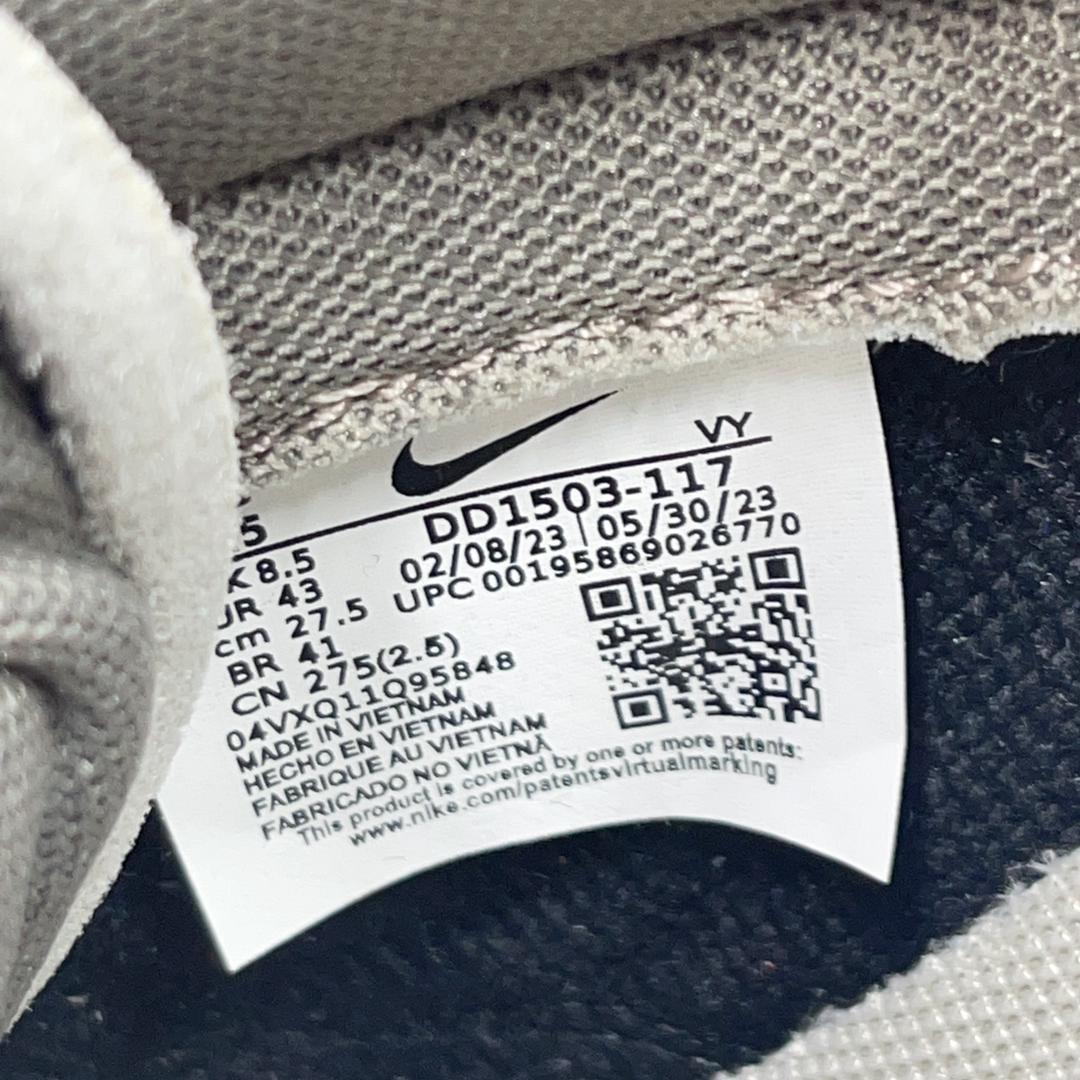 VY
.5
DD1503-117
K 8.5
02/08/23 05/30/23
UR 43
UPC 00195869026770
cm 27.5
BR 41
CN 275(2.5)
04VXQ11Q95848
MADE IN VIETNAM
HECHO EN VIETNAM
FABRIQUE AU VIETNAM
FABRICADO NO VIETNÃ
This product is covered by one or more patents:
www.nike.com/patentsvirtualmarking